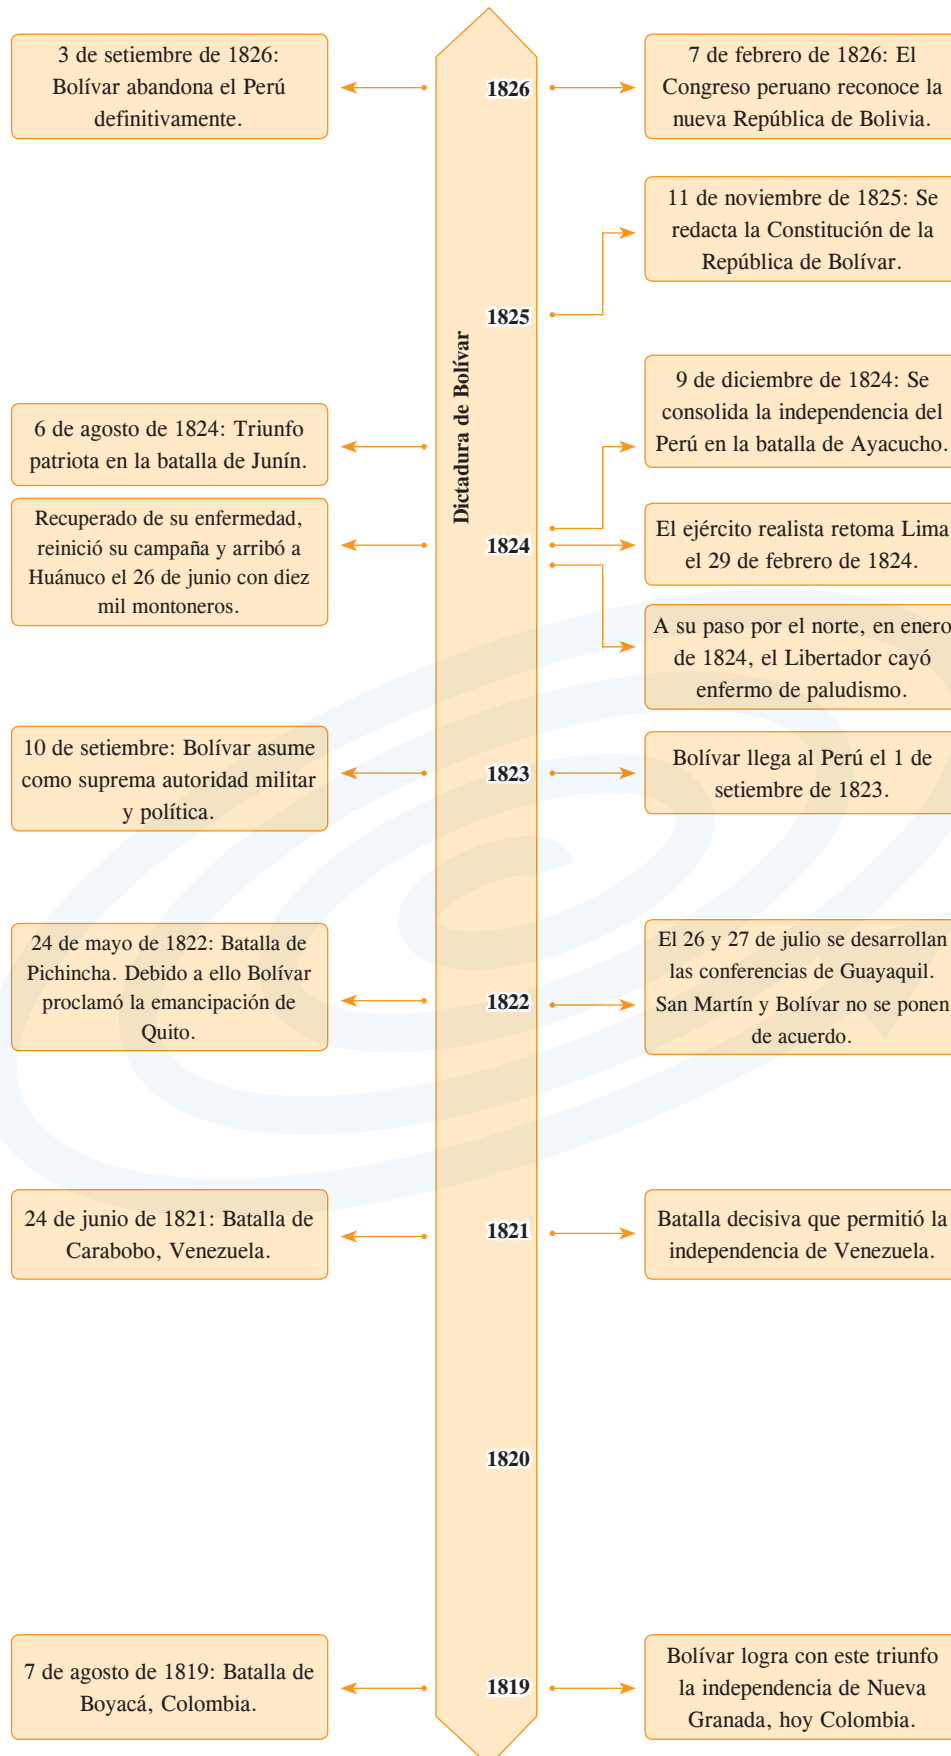 3 de setiembre de 1826:
Bolívar abandona el Perú
definitivamente.
1826
7 de febrero de 1826: El
Congreso peruano reconoce la
nueva República de Bolivia.
11 de noviembre de 1825: Se
redacta la Constitución de la
República de Bolívar.
1825
Dictadura de Bolívar
9 de diciembre de 1824: Se
consolida la independencia del
Perú en la batalla de Ayacucho.
6 de agosto de 1824: Triunfo
patriota en la batalla de Junín.
Recuperado de su enfermedad,
reinició su campaña y arribó a
Huánuco el 26 de junio con diez
mil montoneros.
1824
El ejército realista retoma Lima
el 29 de febrero de 1824.
A su paso por el norte, en enero
de 1824, el Libertador cayó
enfermo de paludismo.
10 de setiembre: Bolívar asume
como suprema autoridad militar
y política.
1823
Bolívar llega al Perú el 1 de
setiembre de 1823.
24 de mayo de 1822: Batalla de
Pichincha. Debido a ello Bolívar
proclamó la emancipación de
Quito.
1822
El 26 y 27 de julio se desarrollan
las conferencias de Guayaquil.
San Martín y Bolívar no se ponen
de acuerdo.
24 de junio de 1821: Batalla de
Carabobo, Venezuela.
1821
Batalla decisiva que permitió la
independencia de Venezuela.
1820
7 de agosto de 1819: Batalla de
Boyacá, Colombia.
1819
Bolívar logra con este triunfo
la independencia de Nueva
Granada, hoy Colombia.